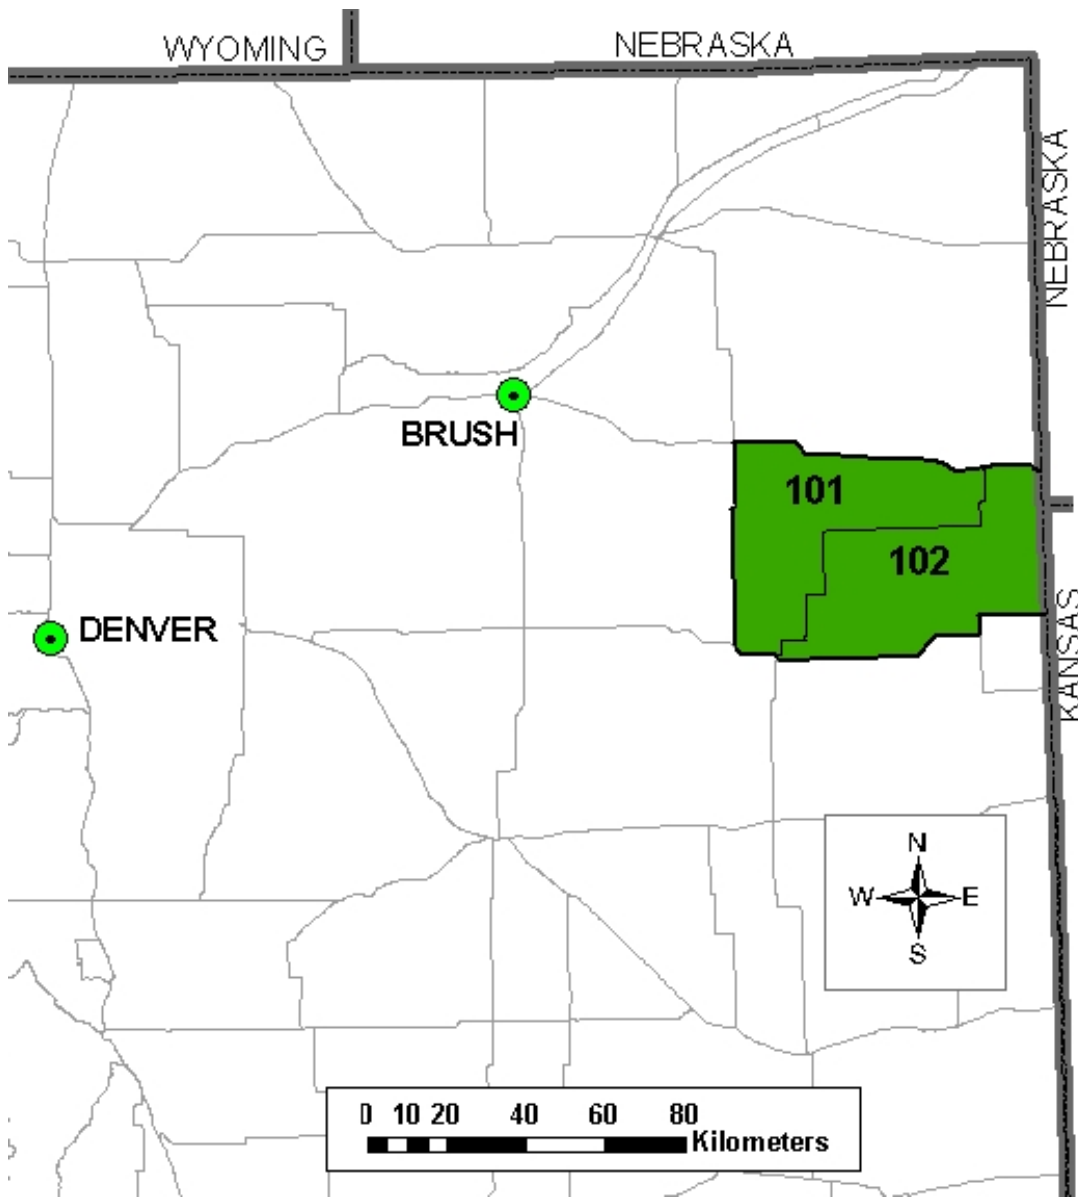 WYOMING
NEBRASKA
NEBRASKA
BRUSH
101
102
DENVER
KANSAS
N
W E
S
0 10 20 40 60 80
Kilometers